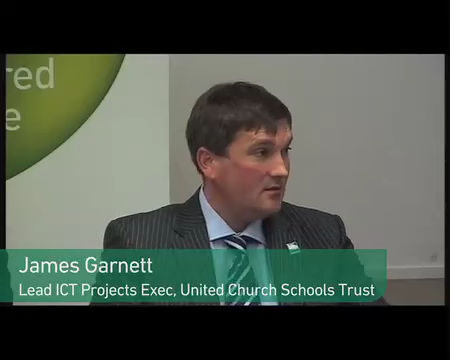 red
e
James Garnett
Lead ICT Projects Exec, United Church Schools Trust